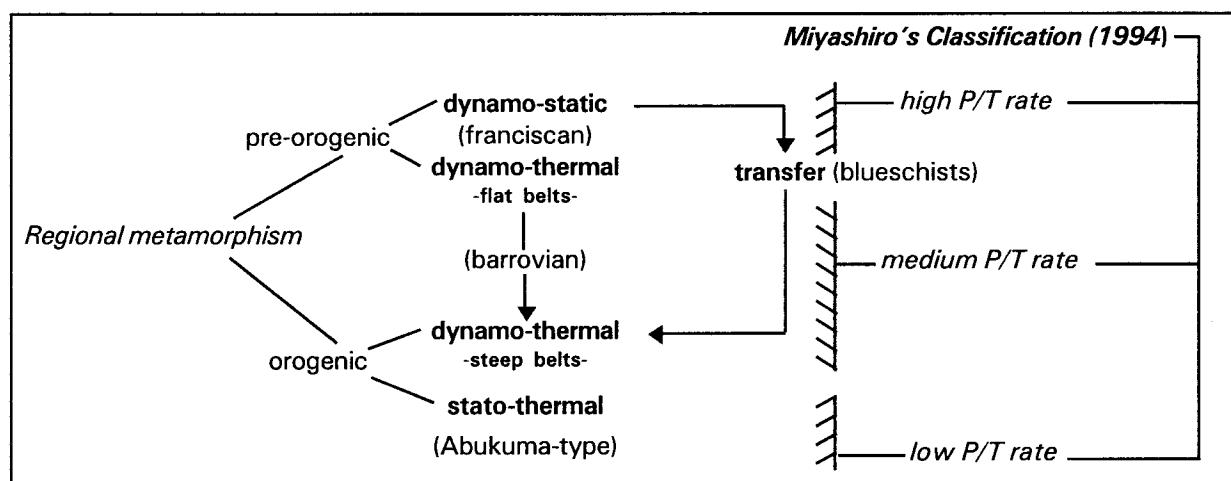 Miyashiro's Classification (1994)
dynamo-static
high P/T rate
pre-orogenic
(franciscan)
dynamo-thermal
transfer (blueschists)
-flat belts-
Regional metamorphism
(barrovian)
medium P/T rate
dynamo-thermal
orogenic
-steep belts-
stato-thermal
(Abukuma-type)
low P/T rate